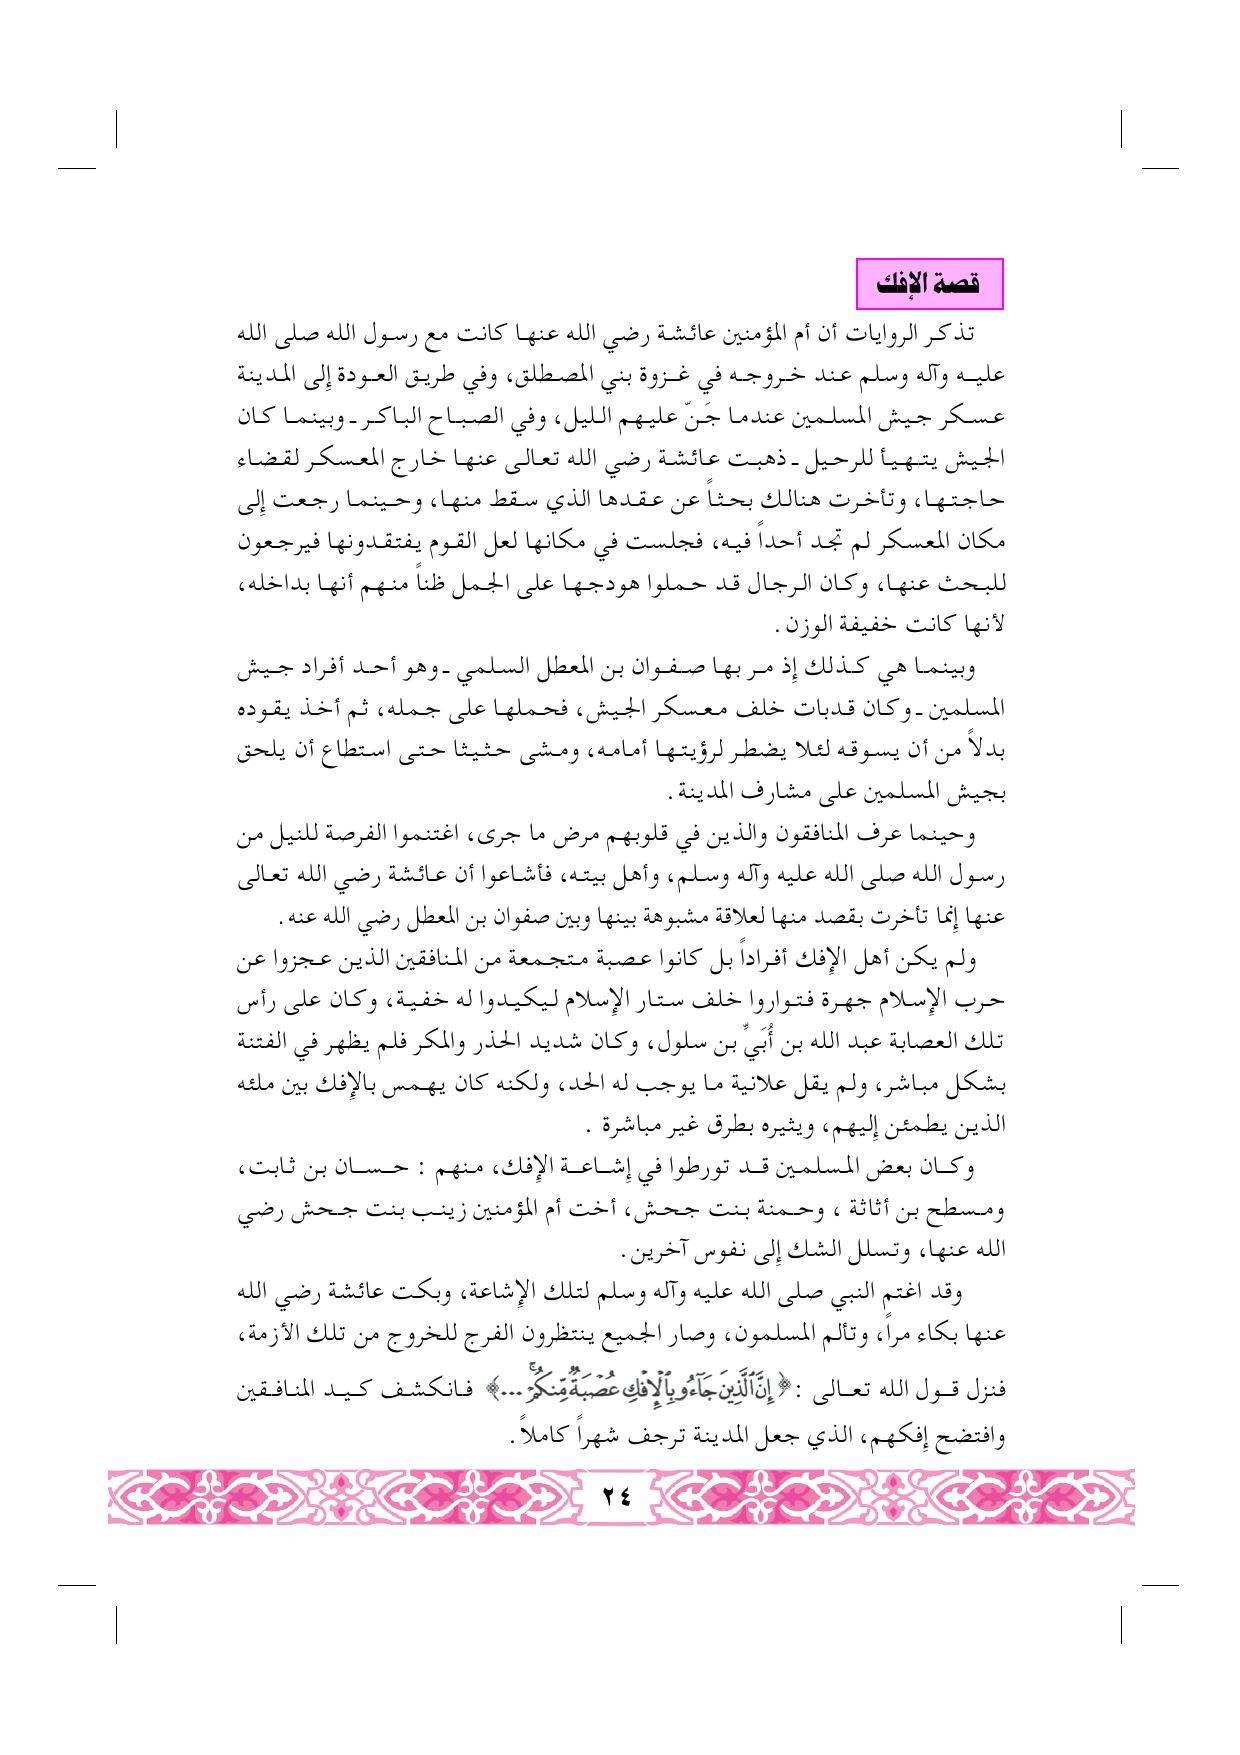 قصة الإفك
تذكر الروايات أن أم المؤمنين عائشة رضي الله عنها كانت مع رسول الله صلى الله
عليه وآله وسلم عند خروجه في غزوة بني المصطلق، وفي طريق العودة إلى المدينة
عسكر جيش المسلمين عندما جَنّ عليهم الليل، وفي الصباح الباكر ـ وبينما كان
الجيش يتهيأ للرحيل ـ ذهبت عائشة رضي الله تعالى عنها خارج المعسكر لقضاء
حاجتها، وتأخرت هنالك بحثاً عن عقدها الذي سقط منها، وحينما رجعت إلى
مكان المعسكر لم تجد أحداً فيه، فجلست في مكانها لعل القوم يفتقدونها فيرجعون
للبحث عنها، وكان الرجال قد حملوا هودجها على الجمل ظناً منهم أنها بداخله،
لأنها كانت خفيفة الوزن.
وبينما هي كذلك إذ مر بها صفوان بن المعطل السلمي ـ وهو أحد أفراد جيش
المسلمين ـ وكان قدبات خلف معسكر الجيش، فحملها على جمله، ثم أخذ يقوده
بدلاً من أن يسوقه لئلا يضطر لرؤيتها أمامه، ومشى حثيثا حتى استطاع أن يلحق
بجيش المسلمين على مشارف المدينة.
وحينما عرف المنافقون والذين في قلوبهم مرض ما جرى، اغتنموا الفرصة للنيل من
رسول الله صلى الله عليه وآله وسلم، وأهل بيته، فأشاعوا أن عائشة رضي الله تعالى
عنها إنما تأخرت بقصد منها لعلاقة مشبوهة بينها وبين صفوان بن المعطل رضي الله عنه.
ولم يكن أهل الإفك أفراداً بل كانوا عصبة متجمعة من المنافقين الذين عجزوا عن
حرب الإسلام جهرة فتواروا خلف ستار الإسلام ليكيدوا له خفية، وكان على رأس
تلك العصابة عبد الله بن أُبَيِّ بن سلول، وكان شديد الحذر والمكر فلم يظهر في الفتنة
بشكل مباشر، ولم يقل علانية ما يوجب له الحد، ولكنه كان يهمس بالإفك بين ملئه
الذين يطمئن إليهم، ويثيره بطرق غير مباشرة .
وكان بعض المسلمين قد تورطوا في إشاعة الإفك، منهم : حسان بن ثابت،
ومسطح بن أثاثة ، وحمنة بنت جحش، أخت أم المؤمنين زينب بنت جحش رضي
الله عنها، وتسلل الشك إلى نفوس آخرين.
وقد اغتم النبي صلى الله عليه وآله وسلم لتلك الإشاعة، وبكت عائشة رضي الله
عنها بكاء مراً، وتألم المسلمون، وصار الجميع ينتظرون الفرج للخروج من تلك الأزمة،
فنزل قول الله تعالى : ﴿إِنَّ ٱلَّذِينَ جَآءُو بِٱلْإِفْكِ عُصْبَةٌ مِّنكُمْ ۚ ...﴾ فانكشف كيد المنافقين
وافتضح إفكهم، الذي جعل المدينة ترجف شهراً كاملاً.
٢٤